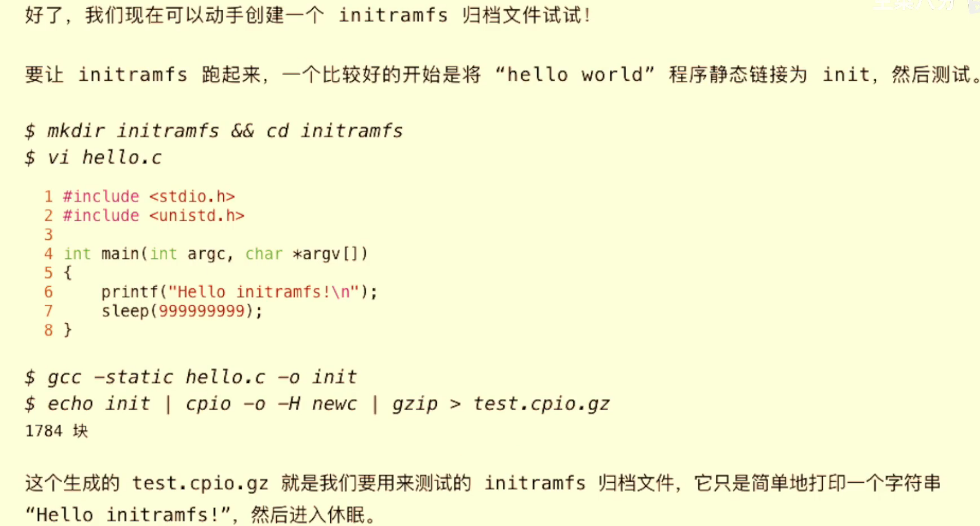 好了，我们现在可以动手创建一个 initramfs 归档文件试试！
要让 initramfs 跑起来，一个比较好的开始是将 “hello world” 程序静态链接为 init，然后测试。
$ mkdir initramfs && cd initramfs
$ vi hello.c
1 #include <stdio.h>
2 #include <unistd.h>
3
4 int main(int argc, char *argv[])
5 {
6     printf("Hello initramfs!\n");
7     sleep(999999999);
8 }
$ gcc -static hello.c -o init
$ echo init | cpio -o -H newc | gzip > test.cpio.gz
1784 块
这个生成的 test.cpio.gz 就是我们要用来测试的 initramfs 归档文件，它只是简单地打印一个字符串
“Hello initramfs!”，然后进入休眠。